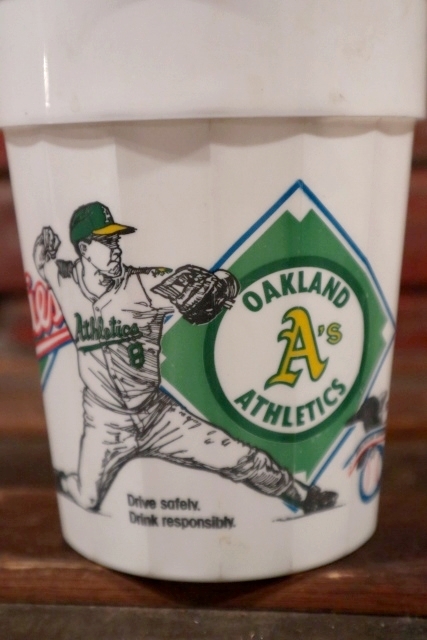 OAKLAND
A's
ATHLETICS
Athletics
8
Drive safely.
Drink responsibly.